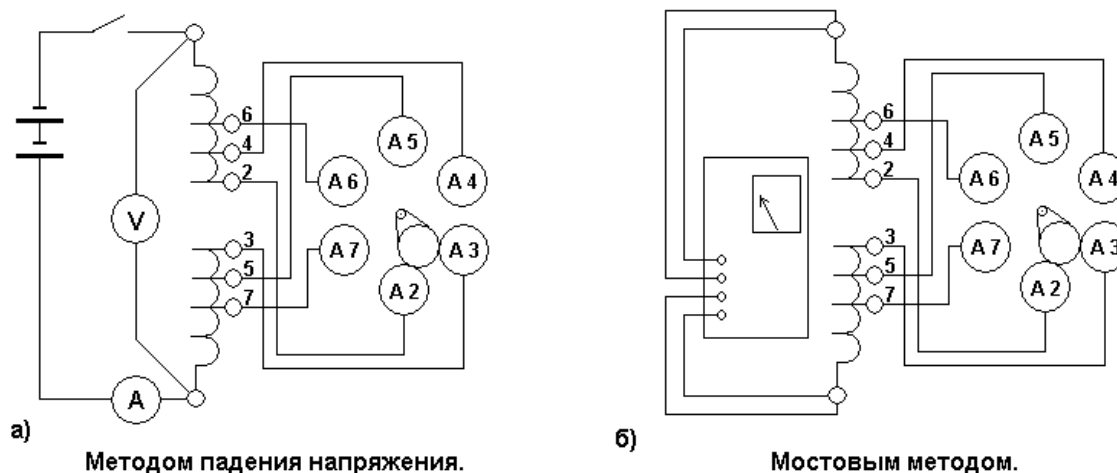 6
4
2
3
5
7
V
A
A 5
A 6
A 4
A 7
A 3
A 2
а)
Методом падения напряжения.
6
4
2
3
5
7
A 5
A 6
A 4
A 7
A 3
A 2
б)
Мостовым методом.